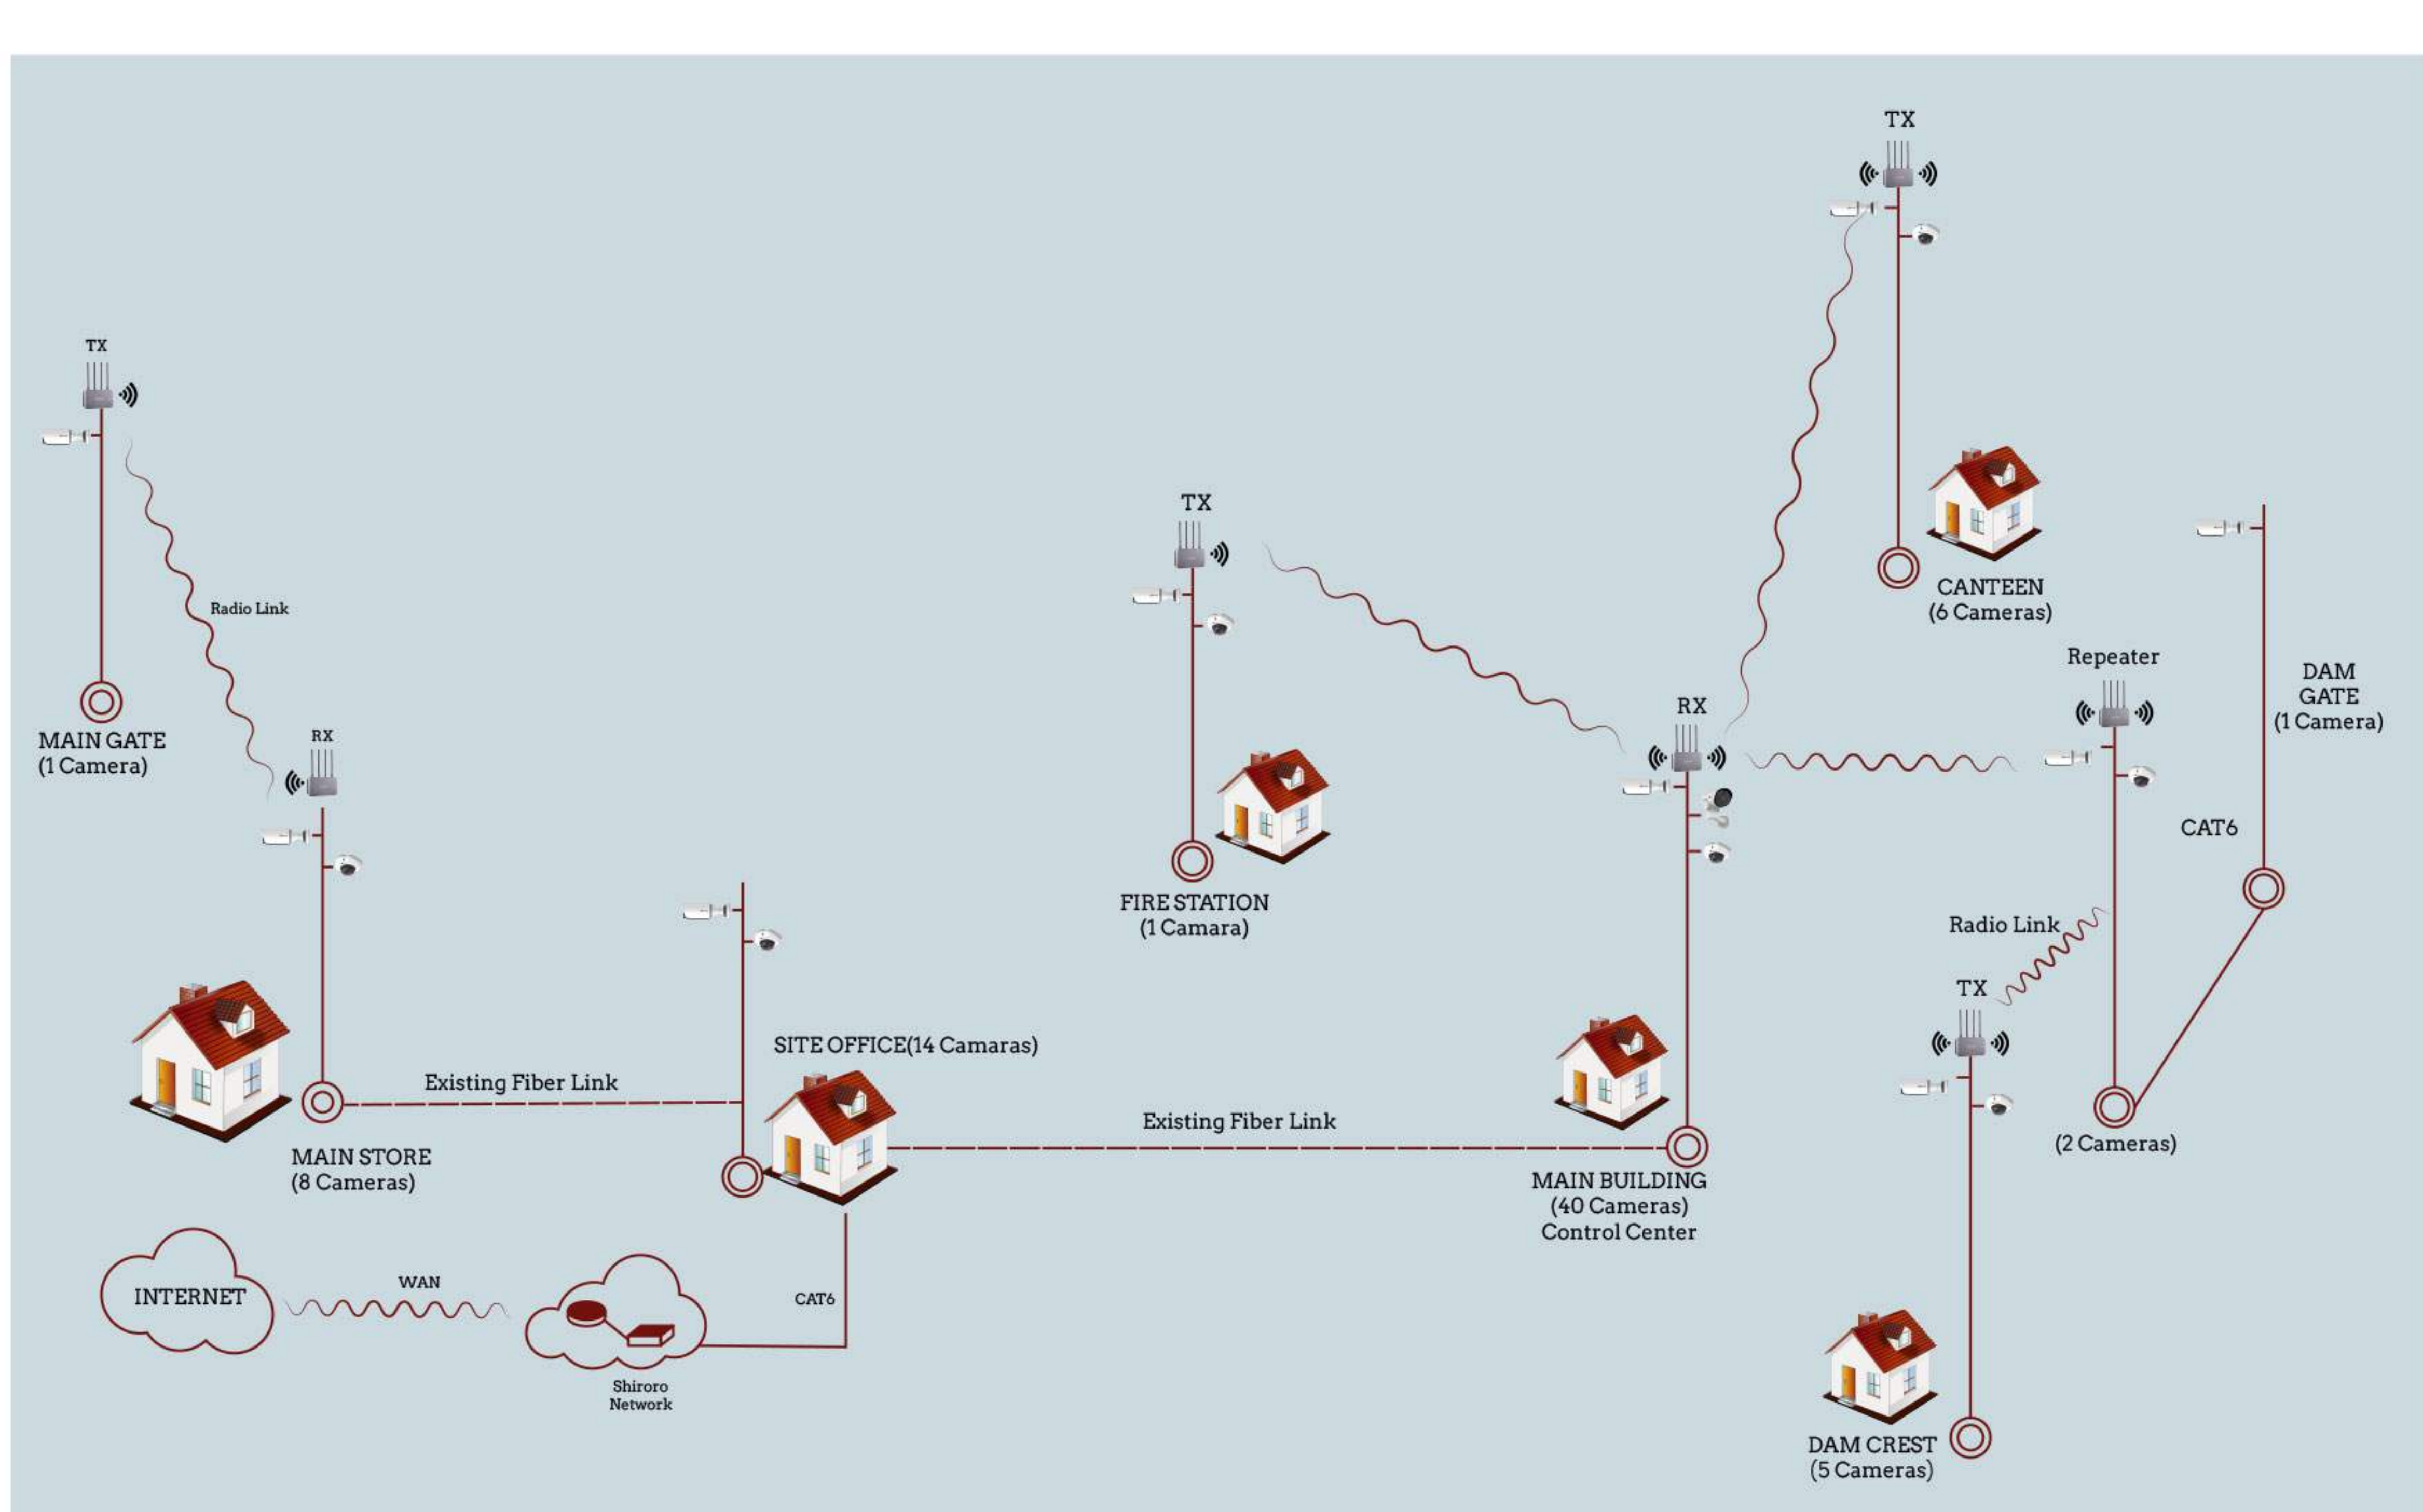 TX
TX
TX
Radio Link
MAIN GATE
(1 Camera)
RX
CANTEEN
(6 Cameras)
Repeater
DAM
GATE
(1 Camera)
RX
CAT6
FIRE STATION
(1 Camara)
Radio Link
TX
SITE OFFICE(14 Camaras)
Existing Fiber Link
Existing Fiber Link
MAIN STORE
(8 Cameras)
(2 Cameras)
MAIN BUILDING
(40 Cameras)
Control Center
INTERNET
WAN
CAT6
Shiroro
Network
DAM CREST
(5 Cameras)